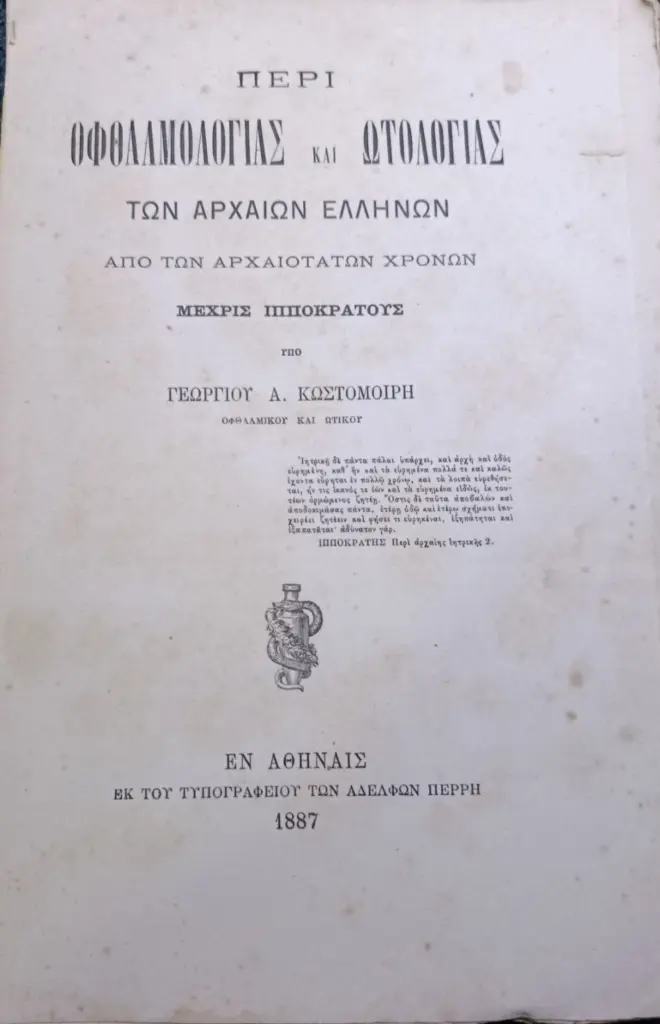 ΠΕΡΙ
ΟΦΘΑΛΜΟΛΟΓΙΑΣ ΚΑΙ ΩΤΟΛΟΓΙΑΣ
ΤΩΝ ΑΡΧΑΙΩΝ ΕΛΛΗΝΩΝ
ΑΠΟ ΤΩΝ ΑΡΧΑΙΟΤΑΤΩΝ ΧΡΟΝΩΝ
ΜΕΧΡΙΣ ΙΠΠΟΚΡΑΤΟΥΣ
ΥΠΟ
ΓΕΩΡΓΙΟΥ Α. ΚΩΣΤΟΜΟΙΡΗ
ΟΦΘΛΑΜΙΚΟΥ ΚΑΙ ΩΤΙΚΟΥ
Ἰητρικῇ δὲ πάντα πάλαι ὑπάρχει, καὶ ἀρχὴ καὶ ὁδὸς
εὑρημένη, καθ᾽ ἣν καὶ τὰ εὑρημένα πολλά τε καὶ καλῶς
ἔχοντα εὕρηται ἐν πολλῷ χρόνῳ, καὶ τὰ λοιπὰ εὑρεθήσε-
ται, ἤν τις ἱκανός τε ἐὼν καὶ τὰ εὑρημένα εἰδὼς, ἐκ του-
τέων ὁρμώμενος ζητέῃ. Ὅστις δὲ ταῦτα ἀποβαλὼν καὶ
ἀποδοκιμάσας πάντα, ἑτέρῃ ὁδῷ καὶ ἑτέρῳ σχήματι ἐπι-
χειρέει ζητέειν καὶ φήσει τι εὑρηκέναι, ἐξηπάτηται καὶ
ἐξαπατᾶται· ἀδύνατον γάρ.
ΙΠΠΟΚΡΑΤΗΣ Περὶ ἀρχαίης ἰητρικῆς 2.
ΕΝ ΑΘΗΝΑΙΣ
ΕΚ ΤΟΥ ΤΥΠΟΓΡΑΦΕΙΟΥ ΤΩΝ ΑΔΕΛΦΩΝ ΠΕΡΡΗ
1887